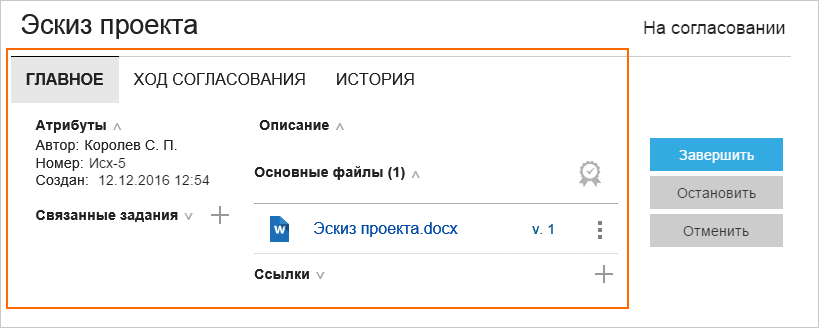 Эскиз проекта
На согласовании
ГЛАВНОЕ ХОД СОГЛАСОВАНИЯ ИСТОРИЯ
Атрибуты
Автор: Королев С. П.
Номер: Исх-5
Создан: 12.12.2016 12:54
Связанные задания
Описание
Основные файлы (1)
W Эскиз проекта.docx v. 1
Ссылки
Завершить
Остановить
Отменить